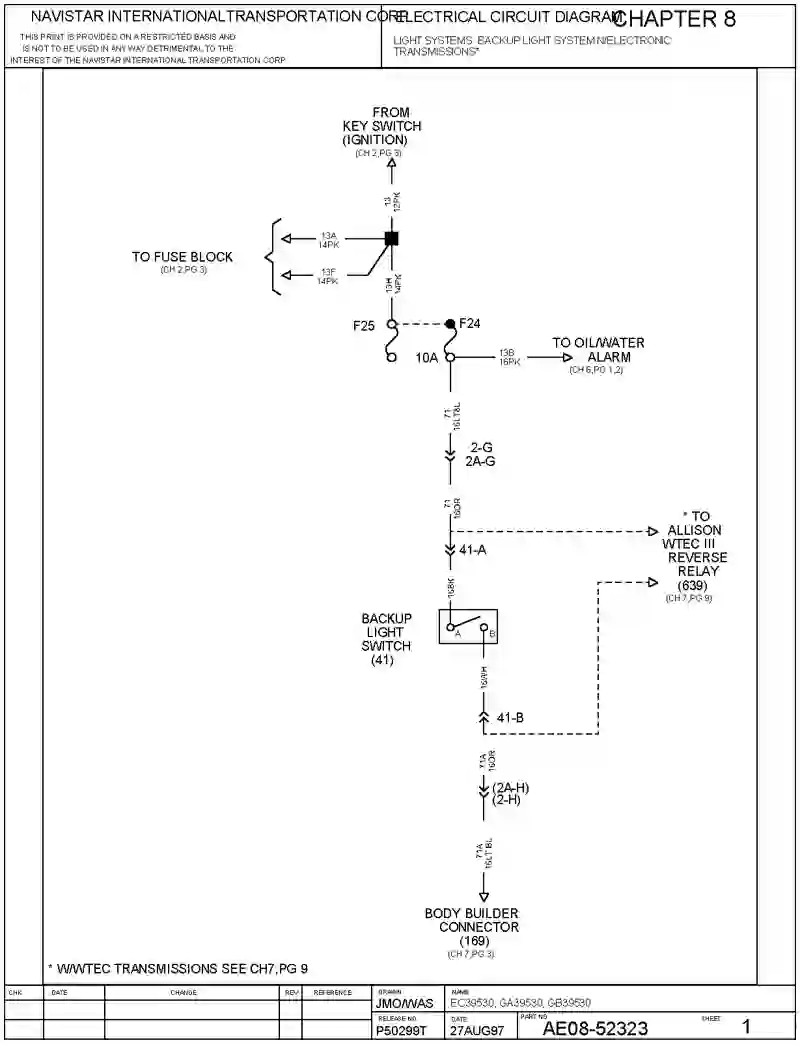 NAVISTAR INTERNATIONAL TRANSPORTATION CORP.
ELECTRICAL CIRCUIT DIAGRAM
CHAPTER 8
THIS PRINT IS PROVIDED ON A RESTRICTED BASIS AND
IS NOT TO BE USED IN ANY WAY DETRIMENTAL TO THE
INTEREST OF THE NAVISTAR INTERNATIONAL TRANSPORTATION CORP
LIGHT SYSTEMS BACKUP LIGHT SYSTEM W/ELECTRONIC
TRANSMISSIONS*
FROM
KEY SWITCH
(IGNITION)
(CH 2,PG 3)
13
12PK
13A
14PK
TO FUSE BLOCK
(CH 2,PG 3)
13F
14PK
13H
14PK
F25
F24
10A
13B
16PK
TO OIL/WATER
ALARM
(CH 6,PG 1,2)
71
16LTBL
2-G
2A-G
71
16OR
* TO
ALLISON
WTEC III
REVERSE
RELAY
(639)
(CH 7,PG 9)
41-A
16BK
BACKUP
LIGHT
SWITCH
(41)
A
B
16WH
41-B
71A
16OR
(2A-H)
(2-H)
71A
16LT BL
BODY BUILDER
CONNECTOR
(169)
(CH 7,PG 3)
* W/WTEC TRANSMISSIONS SEE CH7,PG 9
CHK
DATE
CHANGE
REV
REFERENCE
DRAWN
JMO/WAS
NAME
EC39530, GA39530, GB39530
RELEASE NO.
P50299T
DATE
27AUG97
PART NO.
AE08-52323
SHEET
1